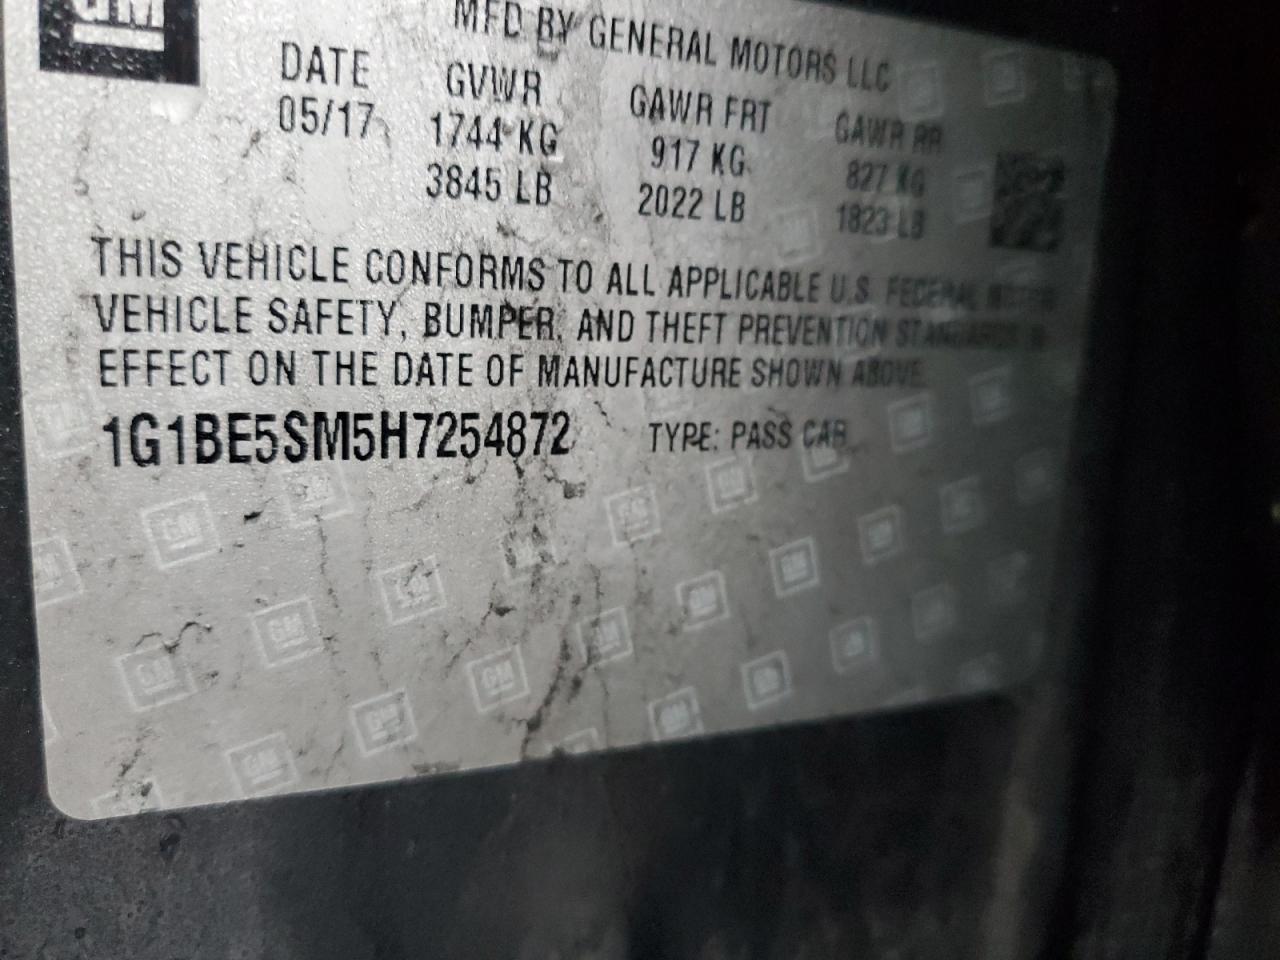 GM
MFD BY GENERAL MOTORS LLC
DATE GVWR GAWR FRT GAWR RR
05/17 1744 KG 917 KG 827 KG
3845 LB 2022 LB 1823 LB
THIS VEHICLE CONFORMS TO ALL APPLICABLE U.S. FEDERAL MOTOR
VEHICLE SAFETY, BUMPER, AND THEFT PREVENTION STANDARDS IN
EFFECT ON THE DATE OF MANUFACTURE SHOWN ABOVE.
1G1BE5SM5H7254872 TYPE: PASS CAR